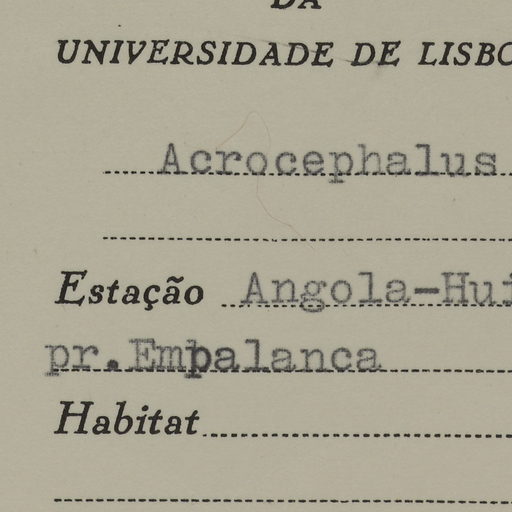 DA
UNIVERSIDADE DE LISBO
Acrocephalus
Estação Angola-Hui
pr. Empalanca
Habitat